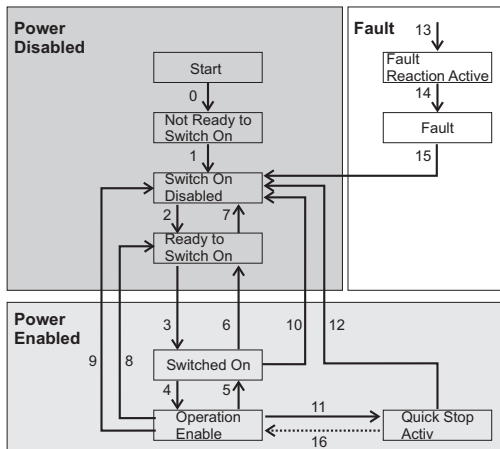 Power
Disabled
Fault
13
Start
Fault
Reaction Active
0
14
Not Ready to
Switch On
Fault
1
15
Switch On
Disabled
2
7
Ready to
Switch On
Power
Enabled
3
6
10
12
9
8
Switched On
4
5
Operation
Enable
11
16
Quick Stop
Activ